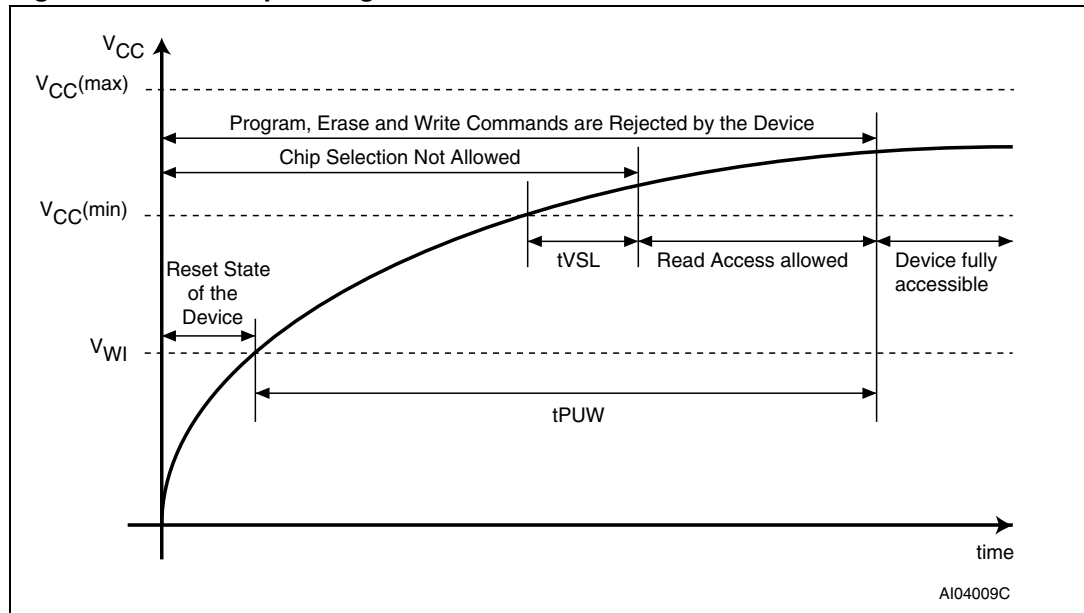 VCC
VCC(max)
Program, Erase and Write Commands are Rejected by the Device
Chip Selection Not Allowed
VCC(min)
tVSL
Read Access allowed
Device fully
accessible
Reset State
of the
Device
VWI
tPUW
time
AI04009C